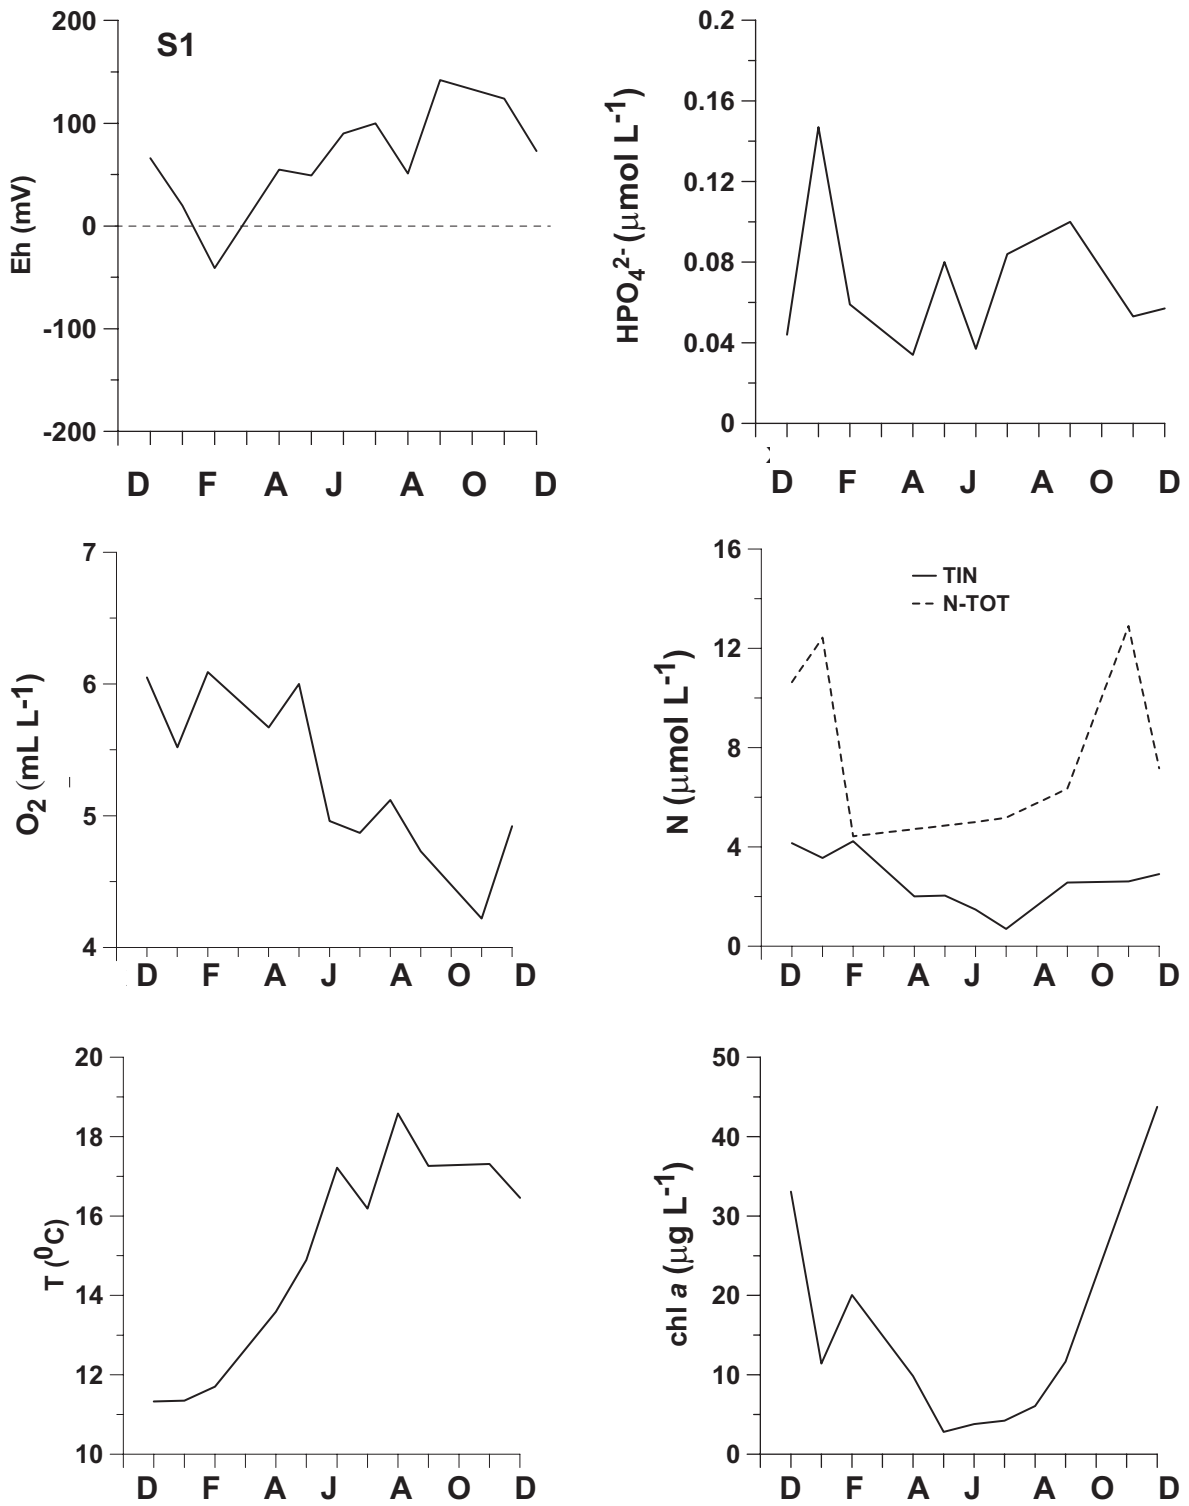 S1
Eh (mV)
200
100
0
-100
-200
D F A J A O D
HPO₄²⁻ (μmol L⁻¹)
0.2
0.16
0.12
0.08
0.04
0
D F A J A O D
O₂ (mL L⁻¹)
7
6
5
4
D F A J A O D
N (μmol L⁻¹)
16
12
8
4
0
TIN
N-TOT
D F A J A O D
T (⁰C)
20
18
16
14
12
10
D F A J A O D
chl a (μg L⁻¹)
50
40
30
20
10
0
D F A J A O D